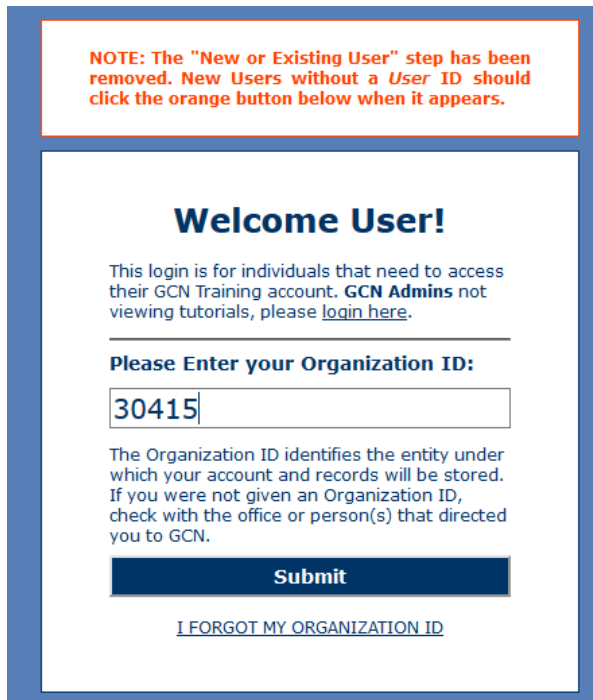 NOTE: The "New or Existing User" step has been
removed. New Users without a User ID should
click the orange button below when it appears.
Welcome User!
This login is for individuals that need to access
their GCN Training account. GCN Admins not
viewing tutorials, please login here.
Please Enter your Organization ID:
30415
The Organization ID identifies the entity under
which your account and records will be stored.
If you were not given an Organization ID,
check with the office or person(s) that directed
you to GCN.
Submit
I FORGOT MY ORGANIZATION ID